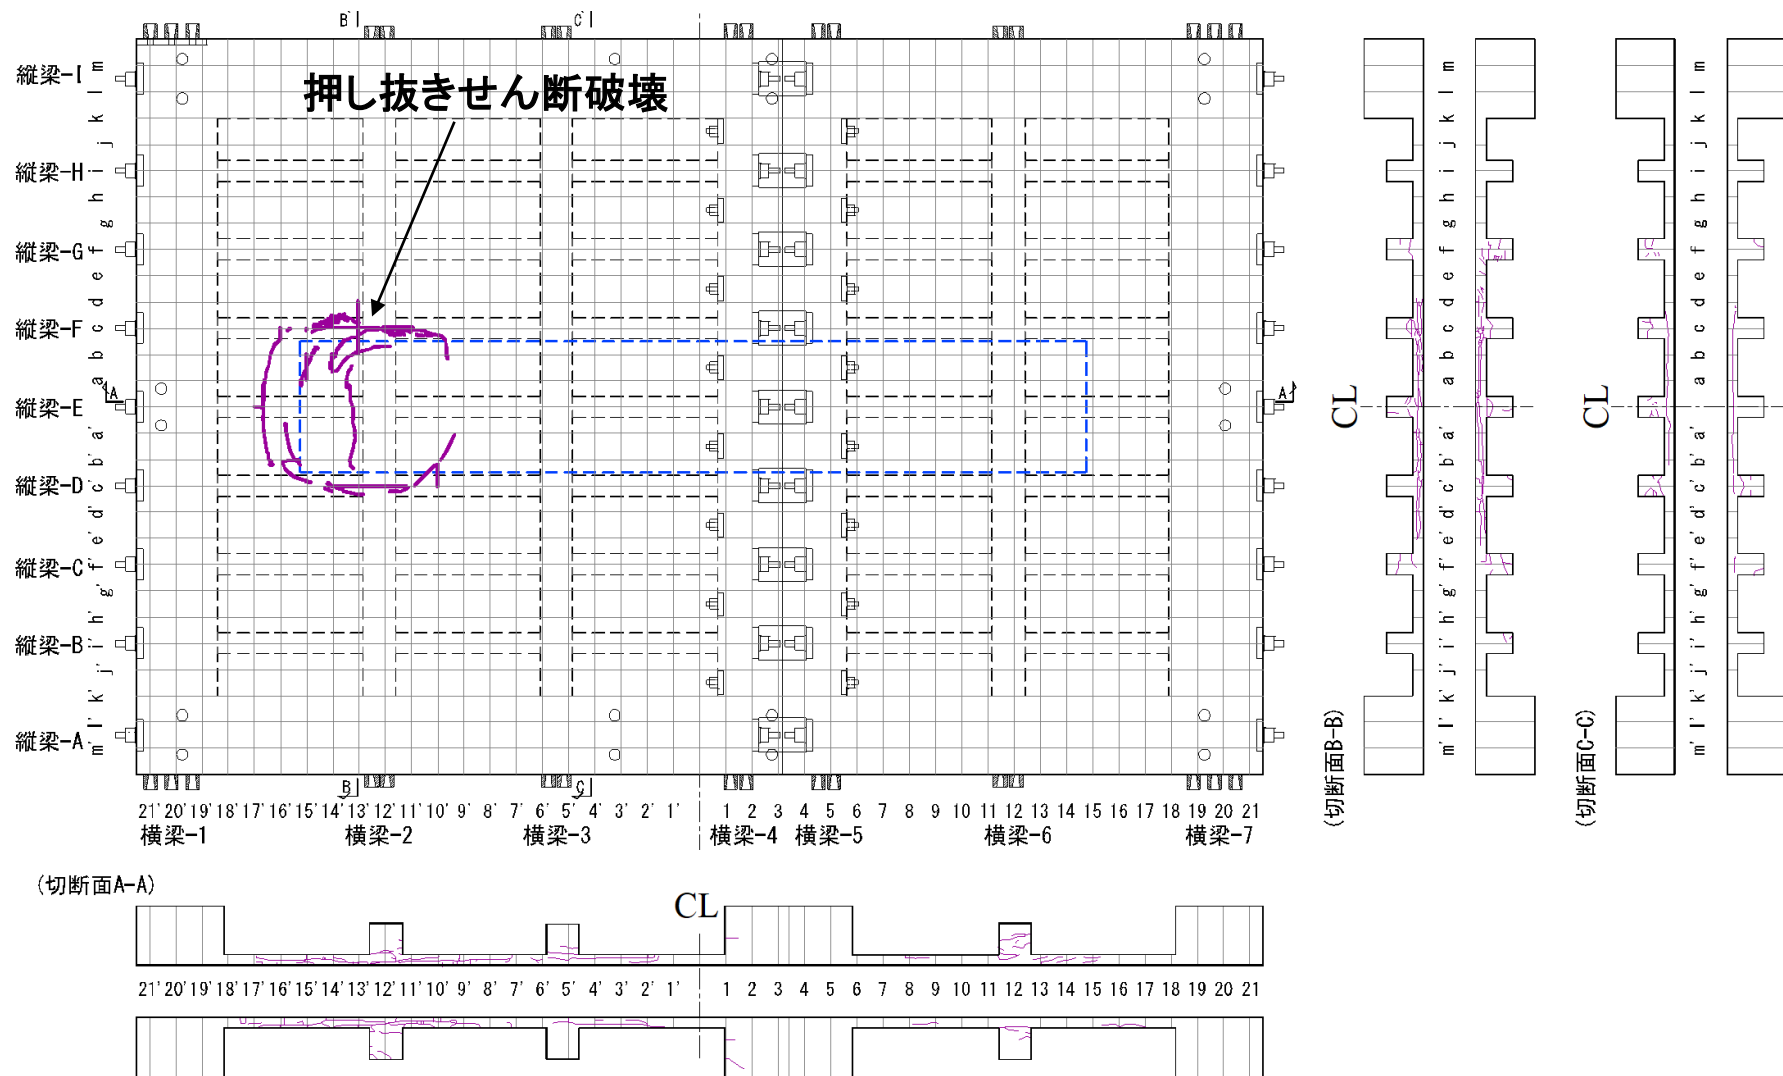 B' C'
縦梁-I
縦梁-H
縦梁-G
縦梁-F
縦梁-E
縦梁-D
縦梁-C
縦梁-B
縦梁-A
m
l
k
j
i
h
g
f
e
d
c
b
a
a'
b'
c'
d'
e'
f'
g'
h'
i'
j'
k'
l'
m'
押し抜きせん断破壊
A A'
B C
21' 20' 19' 18' 17' 16' 15' 14' 13' 12' 11' 10' 9' 8' 7' 6' 5' 4' 3' 2' 1' 1 2 3 4 5 6 7 8 9 10 11 12 13 14 15 16 17 18 19 20 21
横梁-1 横梁-2 横梁-3 横梁-4 横梁-5 横梁-6 横梁-7
(切断面A-A)
CL
21' 20' 19' 18' 17' 16' 15' 14' 13' 12' 11' 10' 9' 8' 7' 6' 5' 4' 3' 2' 1' 1 2 3 4 5 6 7 8 9 10 11 12 13 14 15 16 17 18 19 20 21
m l k j i h g f e d c b a a' b' c' d' e' f' g' h' i' j' k' l' m'
CL
(切断面B-B)
m l k j i h g f e d c b a a' b' c' d' e' f' g' h' i' j' k' l' m'
CL
(切断面C-C)